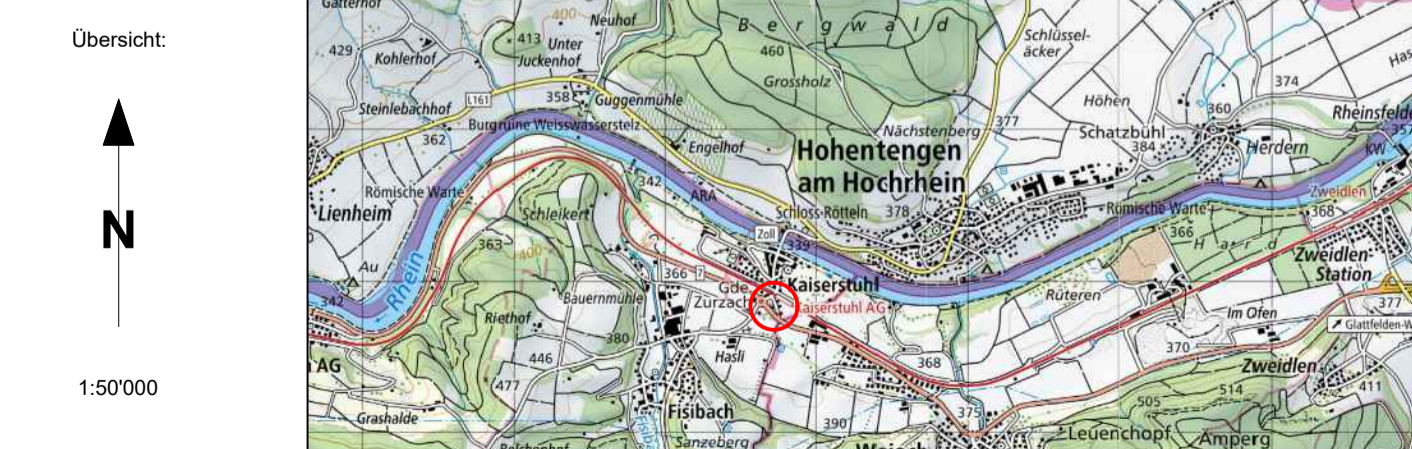 Übersicht:
N
1:50'000
Gatterhof
400
Neuhof
413
Unter
Juckenhof
429
Kohlerhof
Bergwald
460
Grossholz
Schlüssel-
äcker
374
Steinlebachhof
L161
358
Guggenmühle
Höhen
360
Rheinsfelde
357
362
Burgruine Weisswasserstelz
Engelhof
Nächstenberg
377
Schatzbühl
384
Herdern
KW
Hohentengen
am Hochrhein
Römische Warte
342
ARA
Zweidlen
Lienheim
Schleikert
Schloss Rötteln
378
Römische Warte
368
Zoll
339
366
Hard
363
400
Zweidlen-
Station
Au
Rhein
366
7
Gde
Zurzach
Kaiserstuhl
Kaiserstuhl AG
342
Bauernmühle
Rüteren
377
Riethof
Im Ofen
Glattfelden-W
380
370
AG
446
Hasli
368
Zweidlen
477
514
411
Grashalde
Fisibach
505
375
390
Leuenchopf
Amperg
Sanzeberg